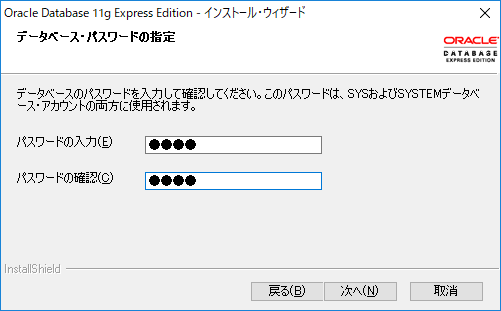 Oracle Database 11g Express Edition - インストール・ウィザード
データベース・パスワードの指定
ORACLE
DATABASE
EXPRESS EDITION
データベースのパスワードを入力して確認してください。このパスワードは、SYSおよびSYSTEMデータベ
ース・アカウントの両方に使用されます。
パスワードの入力(E)
●●●●
パスワードの確認(C)
●●●●
InstallShield
戻る(B)
次へ(N)
取消